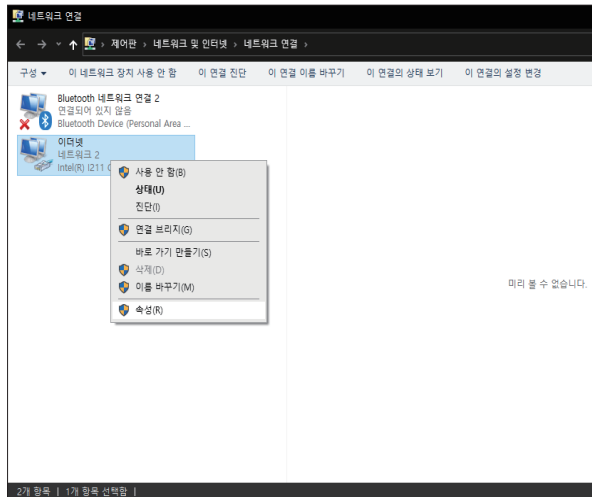 네트워크 연결
제어판 › 네트워크 및 인터넷 › 네트워크 연결 ›
구성 이 네트워크 장치 사용 안 함 이 연결 진단 이 연결 이름 바꾸기 이 연결의 상태 보기 이 연결의 설정 변경
Bluetooth 네트워크 연결 2
연결되어 있지 않음
Bluetooth Device (Personal Area ...
이더넷
네트워크 2
Intel(R) I211
사용 안 함(B)
상태(U)
진단(I)
연결 브리지(G)
바로 가기 만들기(S)
삭제(D)
이름 바꾸기(M)
속성(R)
미리 볼 수 없습니다.
2개 항목 | 1개 항목 선택함 |